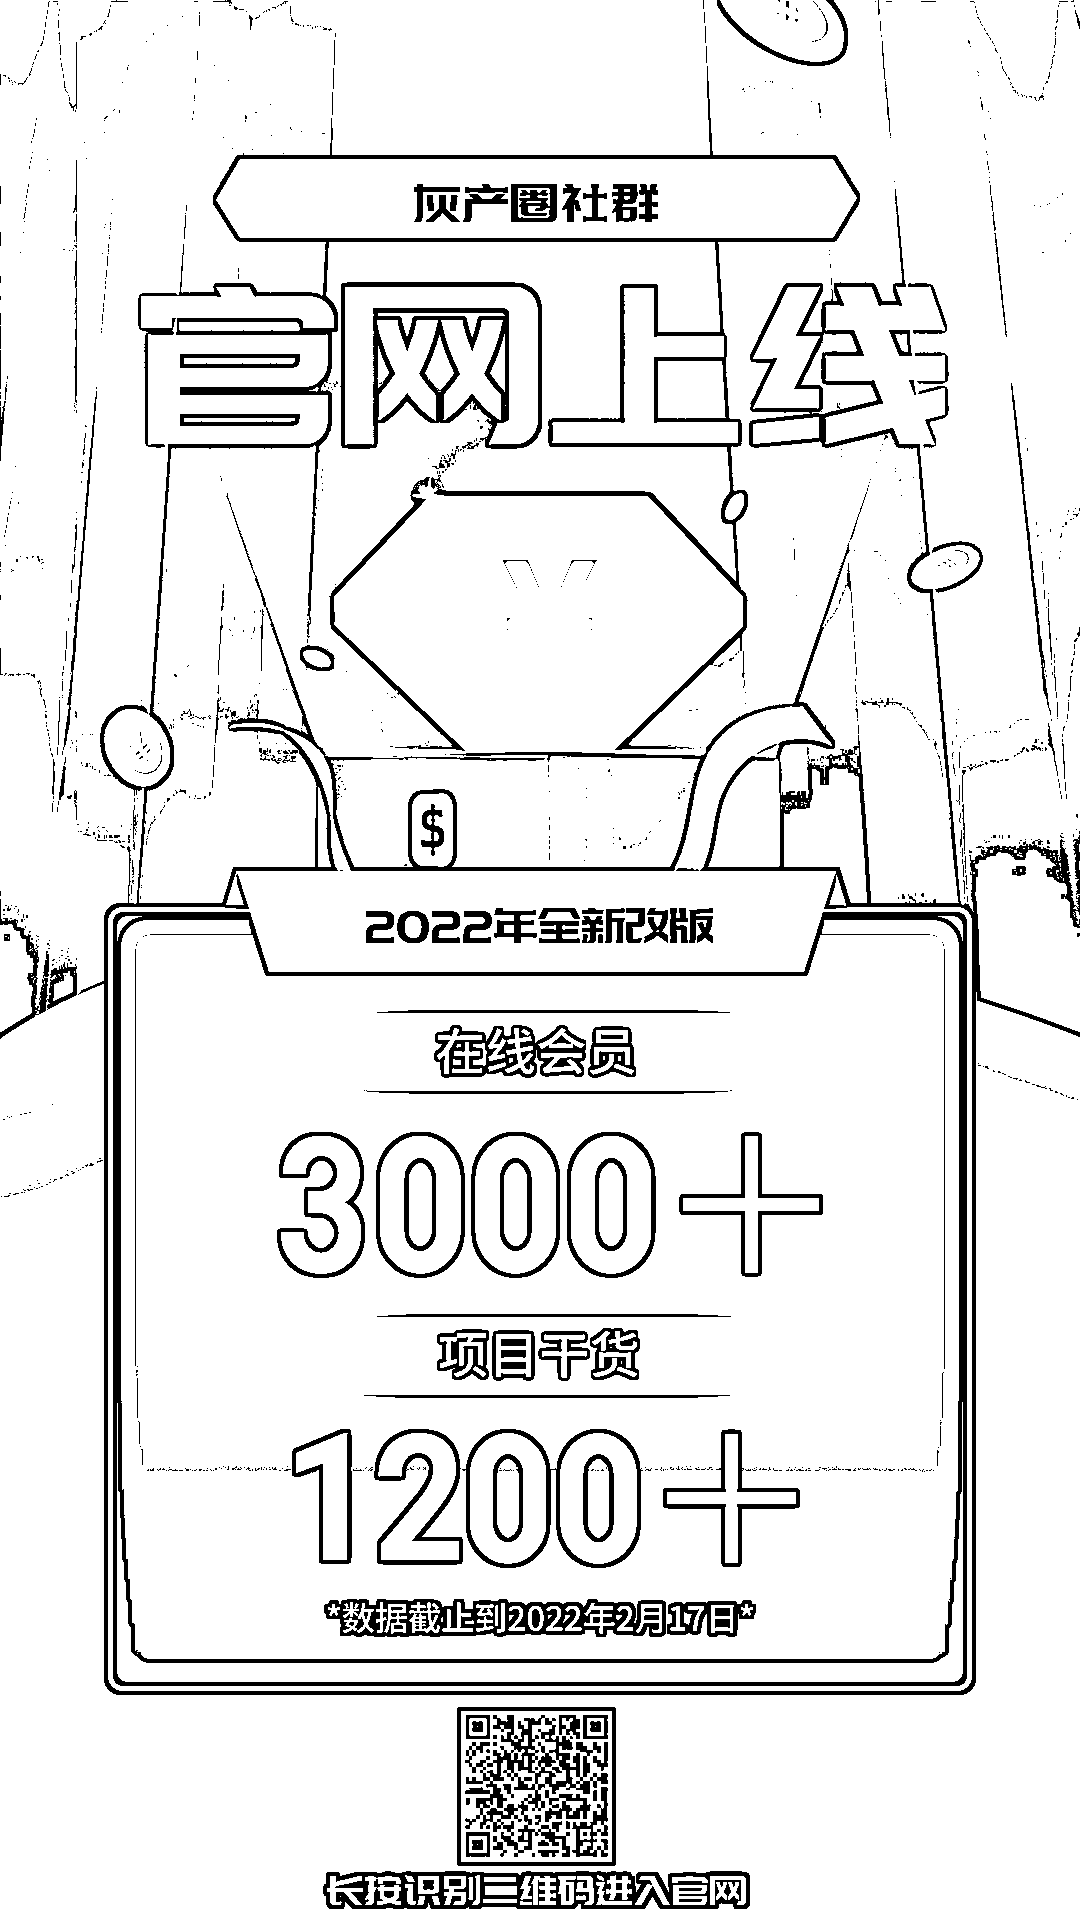 灰产圈社群
官网上线
¥
$
2022年全新改版
在线会员
3000+
项目干货
1200+
*数据截止到2022年2月17日*
长按识别二维码进入官网